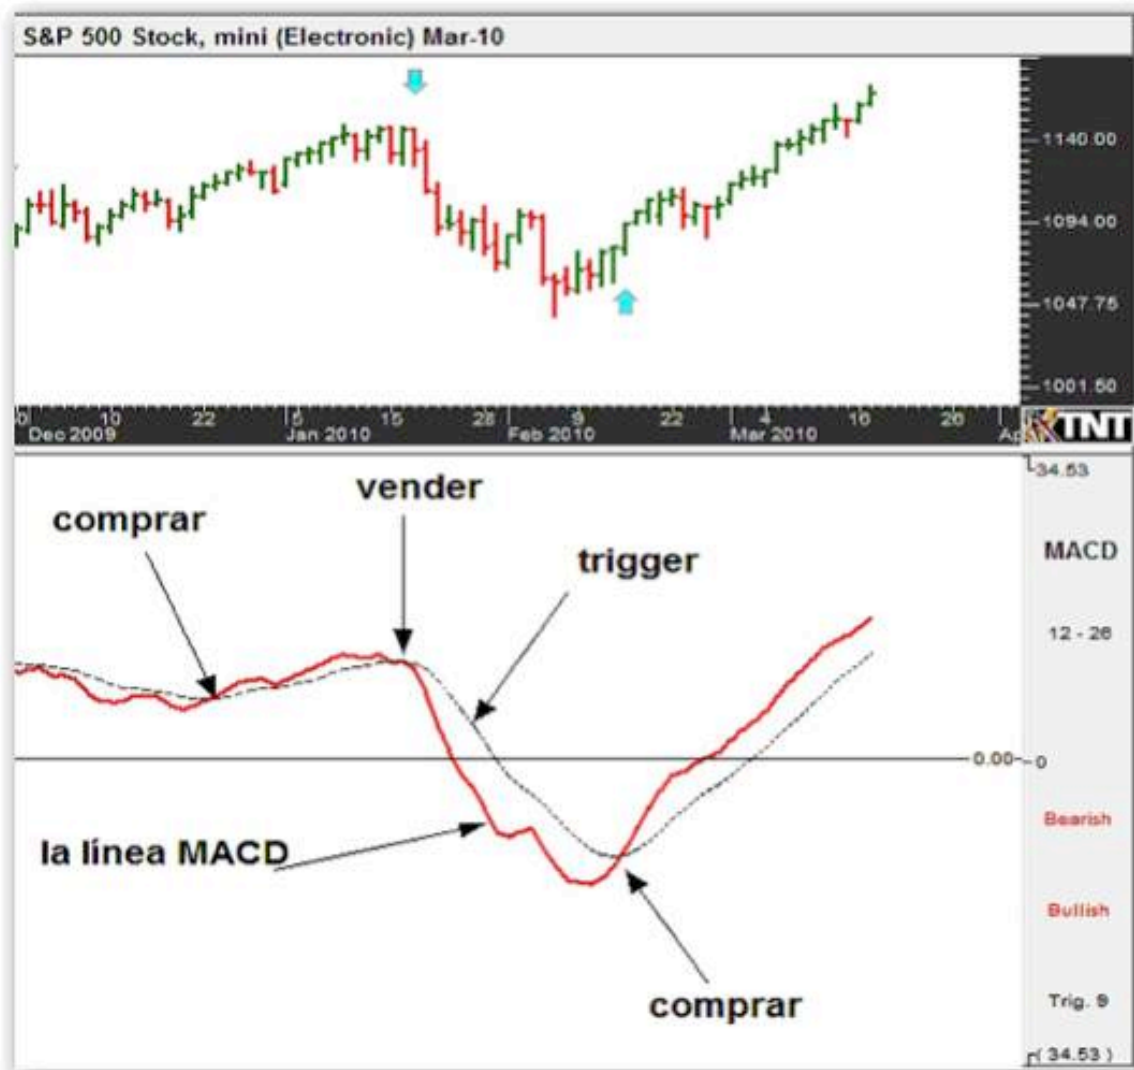 S&P 500 Stock, mini (Electronic) Mar-10
1140.00
1094.00
1047.75
1001.50
10 22 5 15 28 9 22 4 16 26
Dec 2009 Jan 2010 Feb 2010 Mar 2010
TNT
34.53
comprar
vender
trigger
MACD
12 - 26
0.00
0
la línea MACD
Bearish
Bullish
comprar
Trig. 9
( 34.53 )